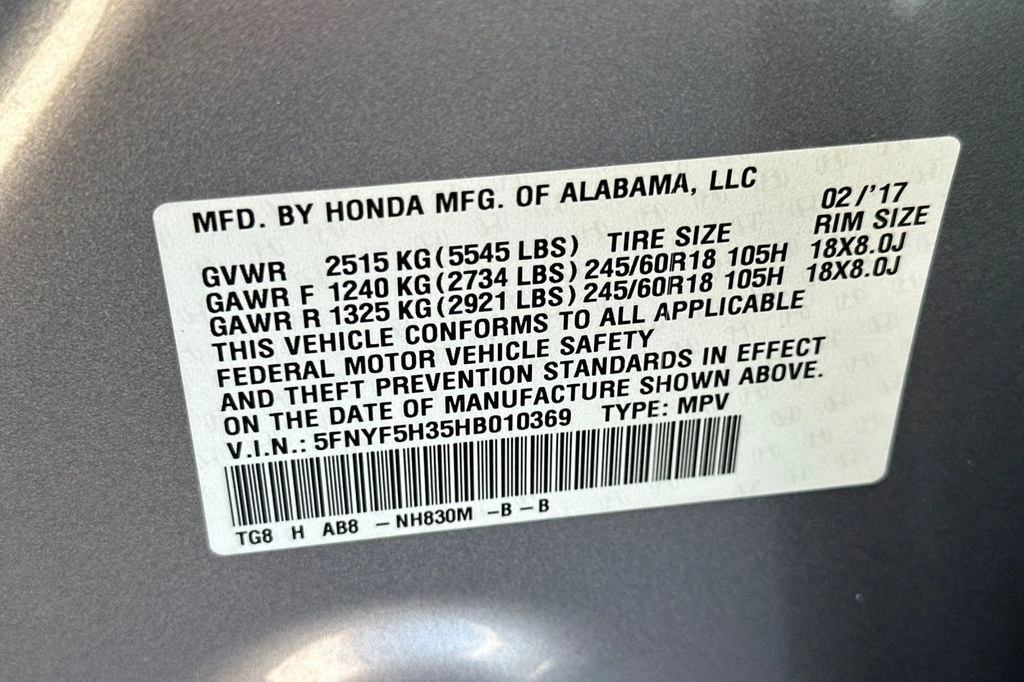 MFD. BY HONDA MFG. OF ALABAMA, LLC 02/'17
GVWR 2515 KG (5545 LBS) TIRE SIZE RIM SIZE
GAWR F 1240 KG (2734 LBS) 245/60R18 105H 18X8.0J
GAWR R 1325 KG (2921 LBS) 245/60R18 105H 18X8.0J
THIS VEHICLE CONFORMS TO ALL APPLICABLE
FEDERAL MOTOR VEHICLE SAFETY
AND THEFT PREVENTION STANDARDS IN EFFECT
ON THE DATE OF MANUFACTURE SHOWN ABOVE.
V.I.N.: 5FNYF5H35HB010369 TYPE: MPV
TG8 H AB8 -NH830M -B-B